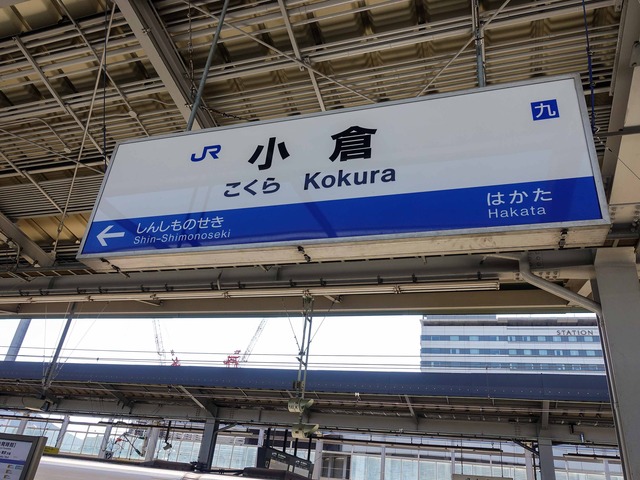 JR 小倉 九
こくら Kokura
しんしものせき
Shin-Shimonoseki
はかた
Hakata
STATION